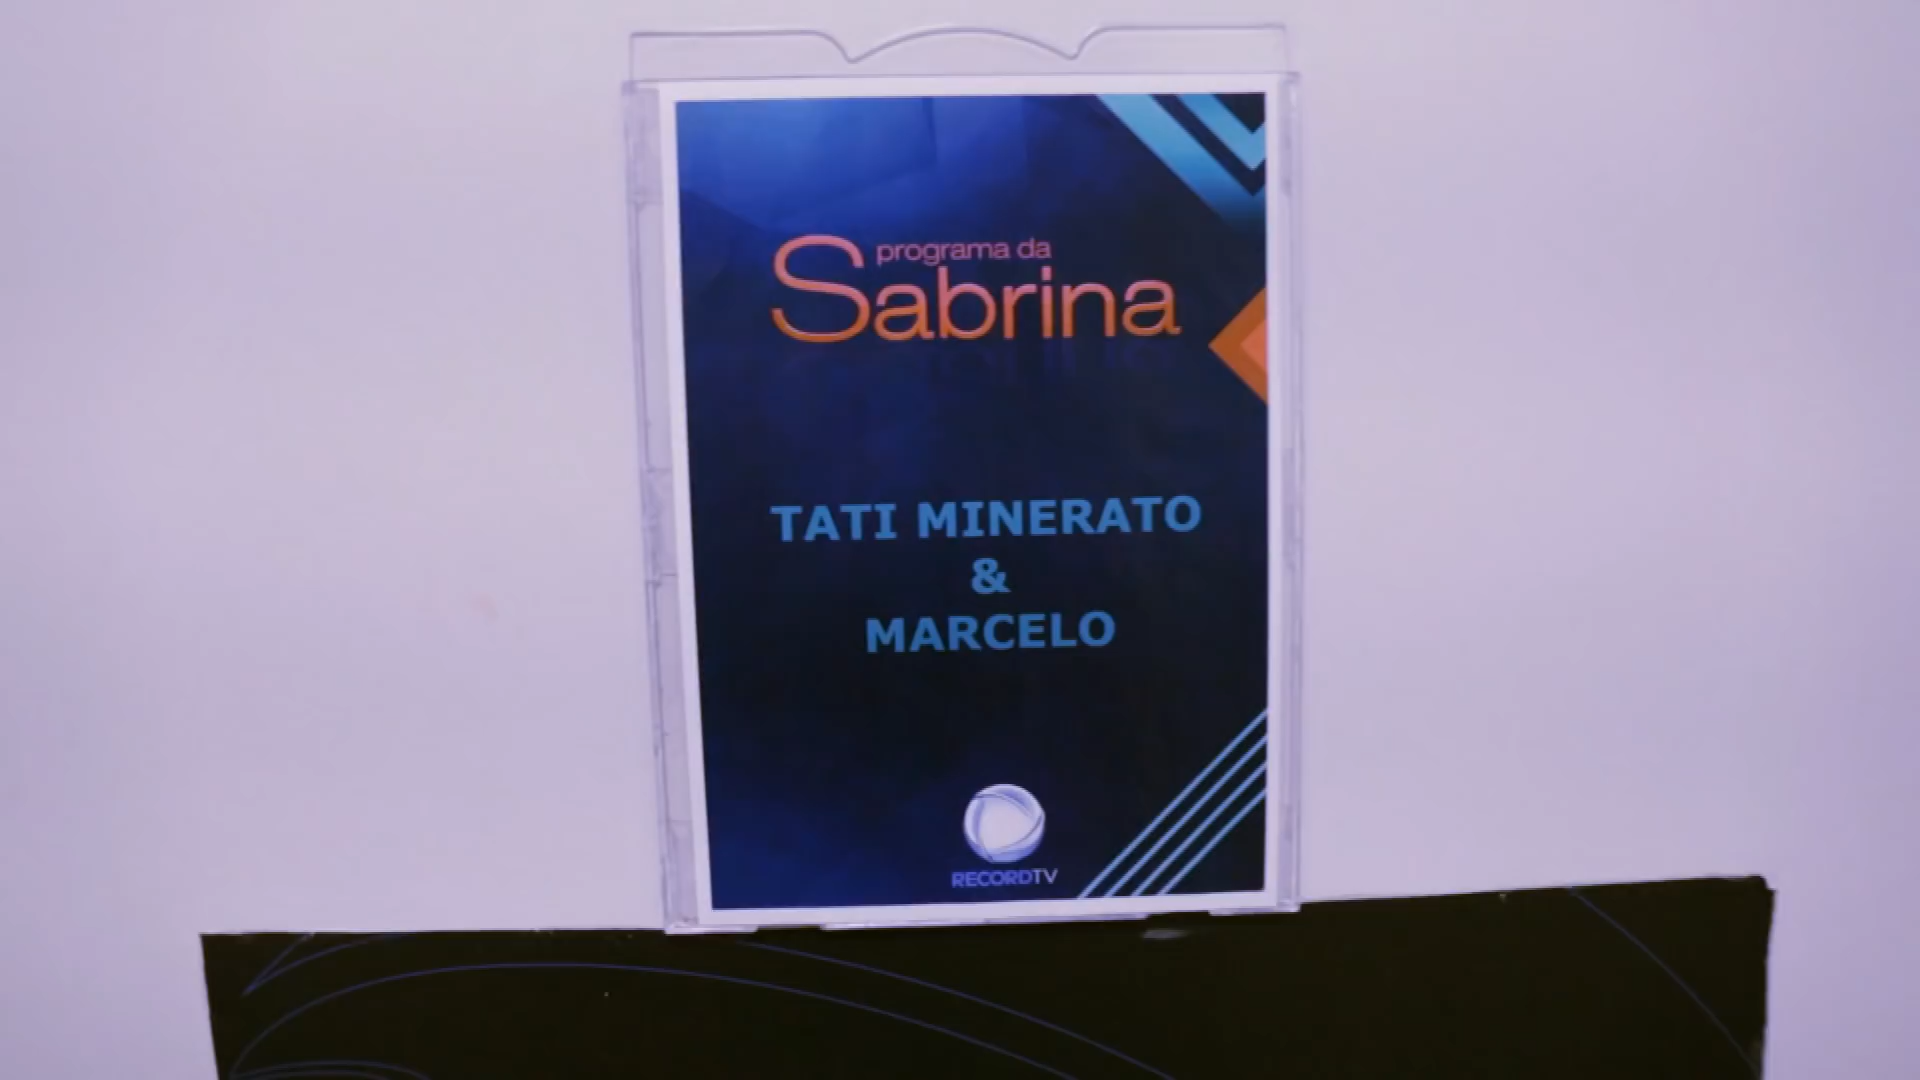 programa da
Sabrina
TATI MINERATO
&
MARCELO
RECORDTV